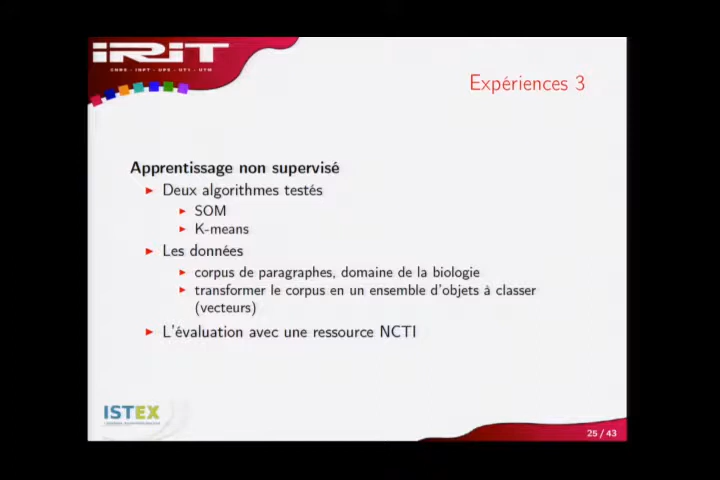 IRIT
CNRS - INPT - UPS - UT1 - UTM
Expériences 3
Apprentissage non supervisé
Deux algorithmes testés
SOM
K-means
Les données
corpus de paragraphes, domaine de la biologie
transformer le corpus en un ensemble d'objets à classer
(vecteurs)
L'évaluation avec une ressource NCTI
ISTEX
25 / 43